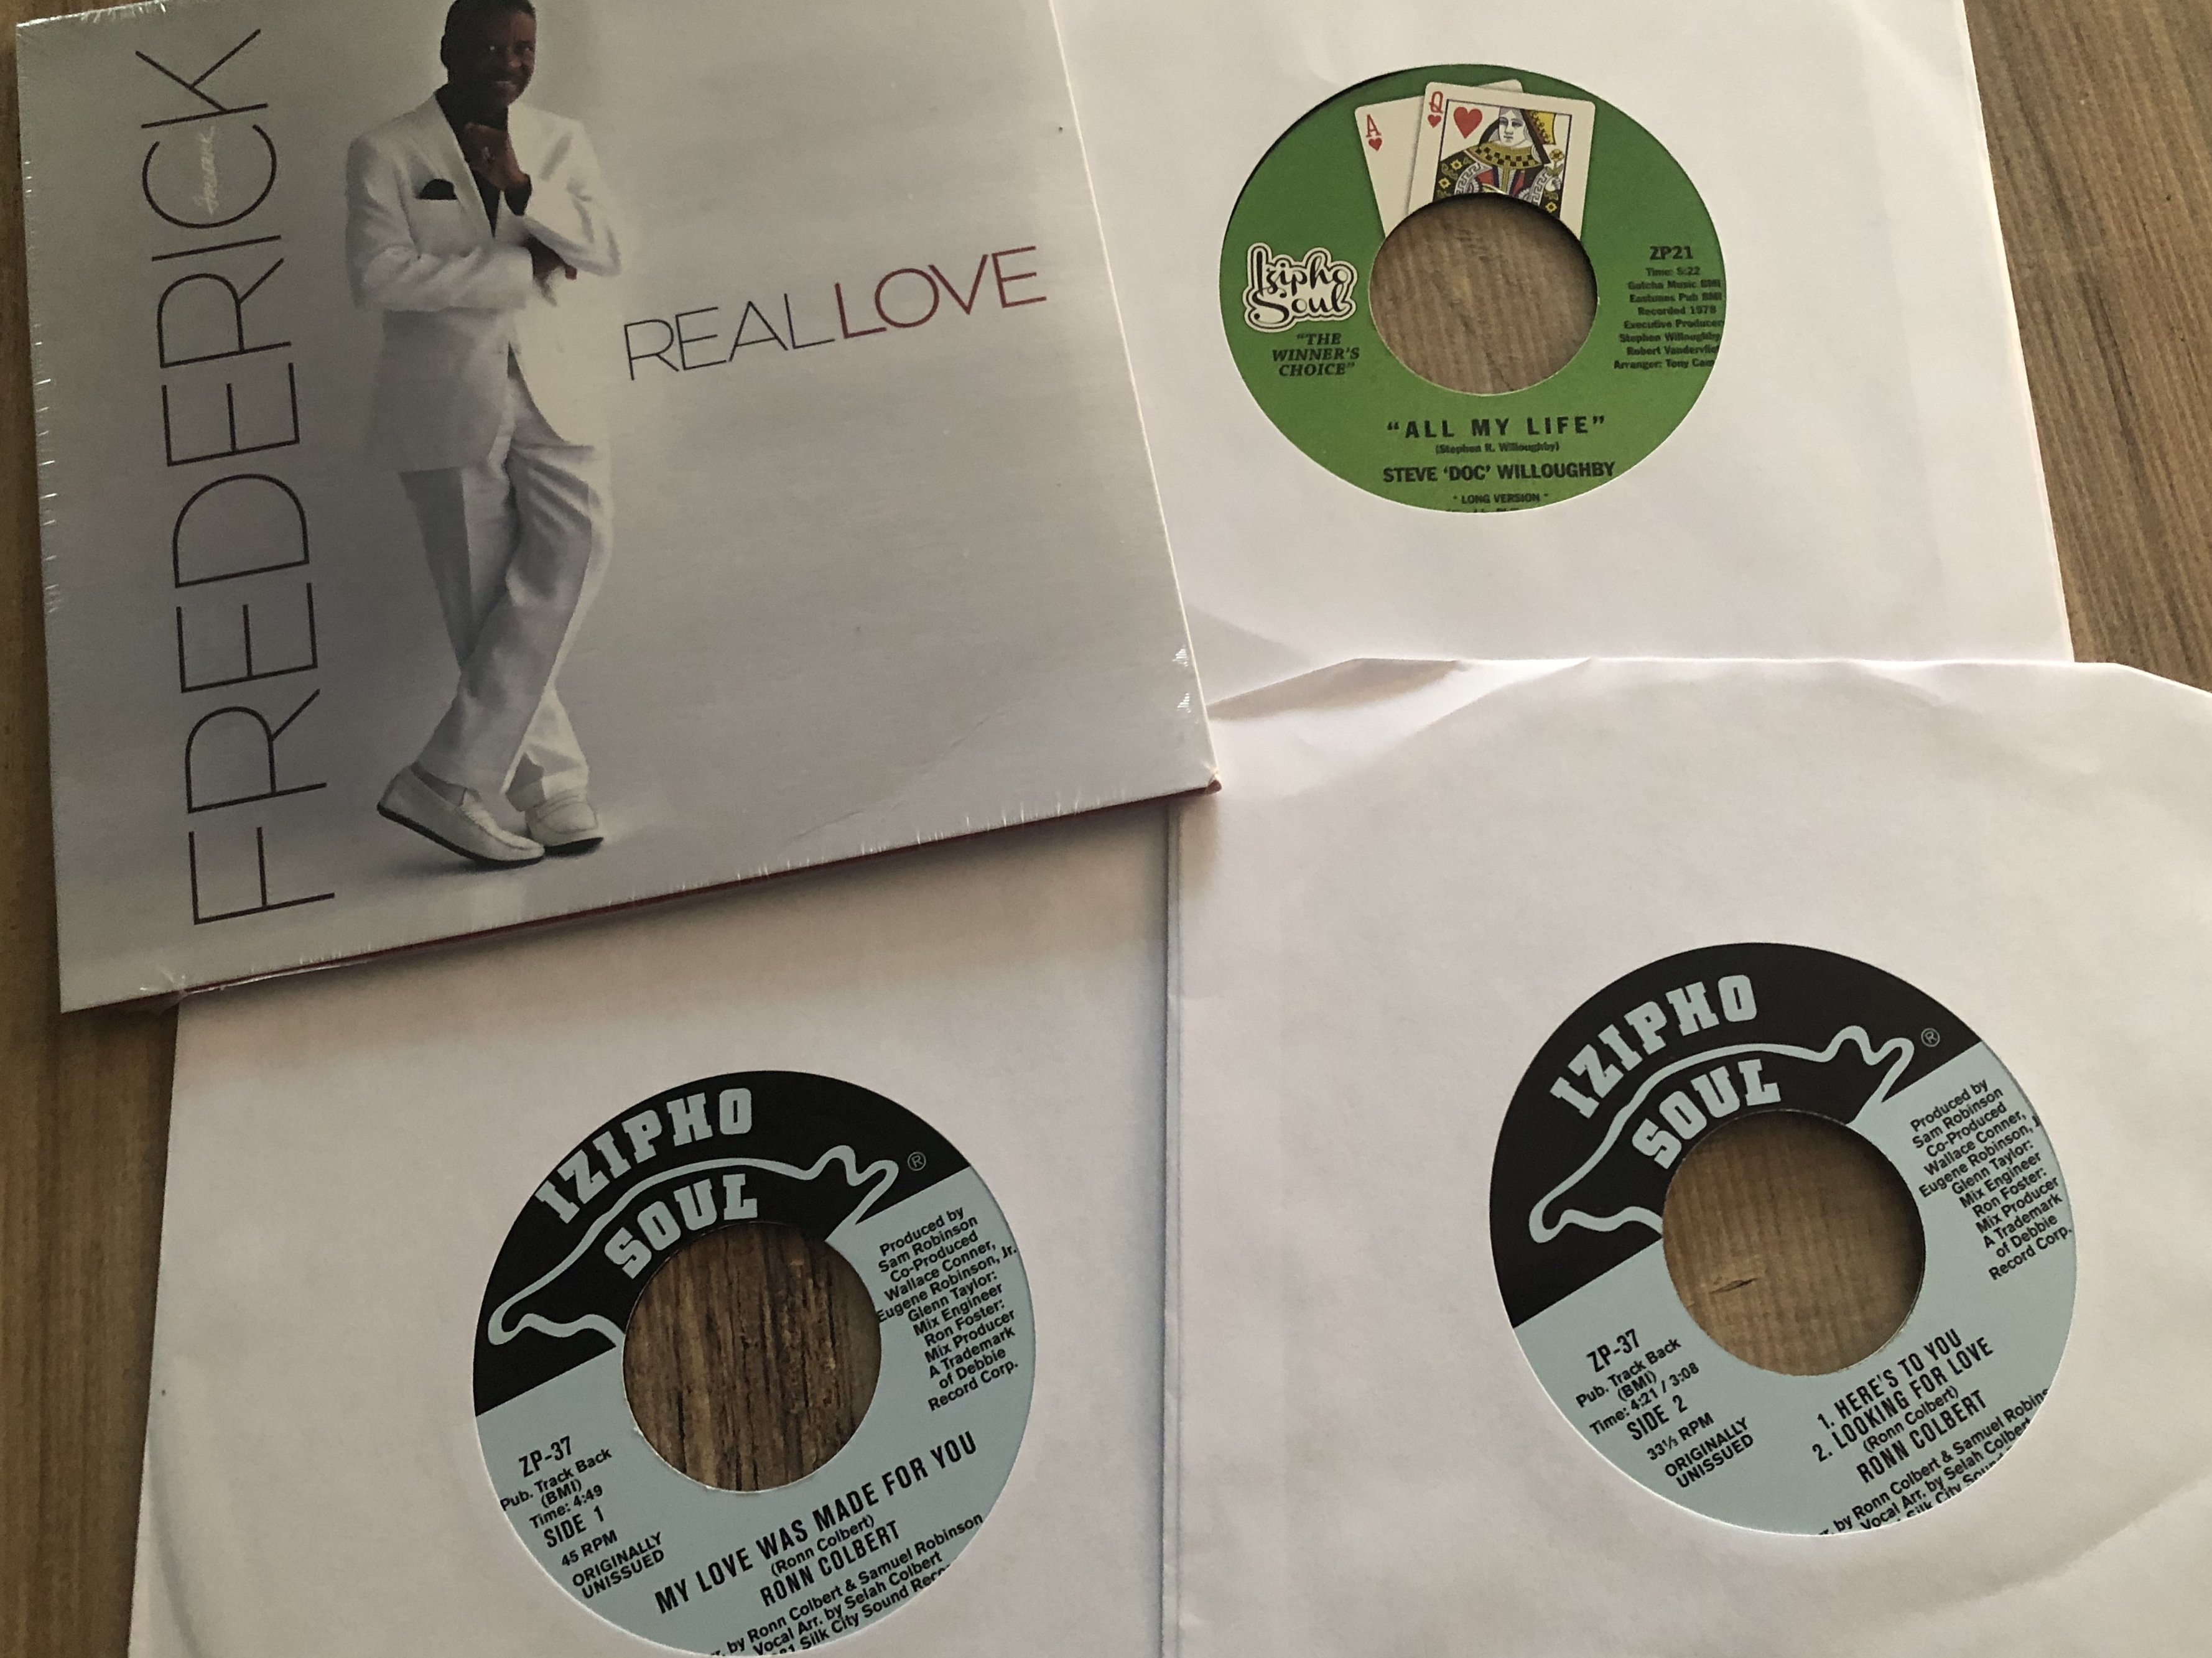 FREDERICK
REAL LOVE
A
Q
Izipho
Soul
"THE
WINNER'S
CHOICE"
ZP21
Time: 5:22
Gotcha Music BMI
Eastunes Pub BMI
Recorded 1978
Executive Producer
Stephen Willoughby
Robert Vandervlie
Arranger: Tony Cam
"ALL MY LIFE"
(Stephen R. Willoughby)
STEVE 'DOC' WILLOUGHBY
* LONG VERSION *
IZIPHO
SOUL
®
Produced by
Sam Robinson
Co-Produced
Wallace Conner,
Eugene Robinson, Jr.
Glenn Taylor:
Mix Engineer
Ron Foster:
Mix Producer
A Trademark
of Debbie
Record Corp.
ZP-37
Pub. Track Back
(BMI)
Time: 4:49
SIDE 1
45 RPM
ORIGINALLY
UNISSUED
MY LOVE WAS MADE FOR YOU
(Ronn Colbert)
RONN COLBERT
by Ronn Colbert & Samuel Robinson
Vocal Arr. by Selah Colbert
Silk City Sound Reco
IZIPHO
SOUL
®
Produced by
Sam Robinson
Co-Produced
Wallace Conner,
Eugene Robinson, J
Glenn Taylor:
Mix Engineer
Ron Foster:
Mix Producer
A Trademark
of Debbie
Record Corp.
ZP-37
Pub. Track Back
(BMI)
Time: 4:21 / 3:08
SIDE 2
33⅓ RPM
ORIGINALLY
UNISSUED
1. HERE'S TO YOU
2. LOOKING FOR LOVE
(Ronn Colbert)
RONN COLBERT
by Ronn Colbert & Samuel Robins
Vocal Arr. by Selah Colbert
Silk City Soun